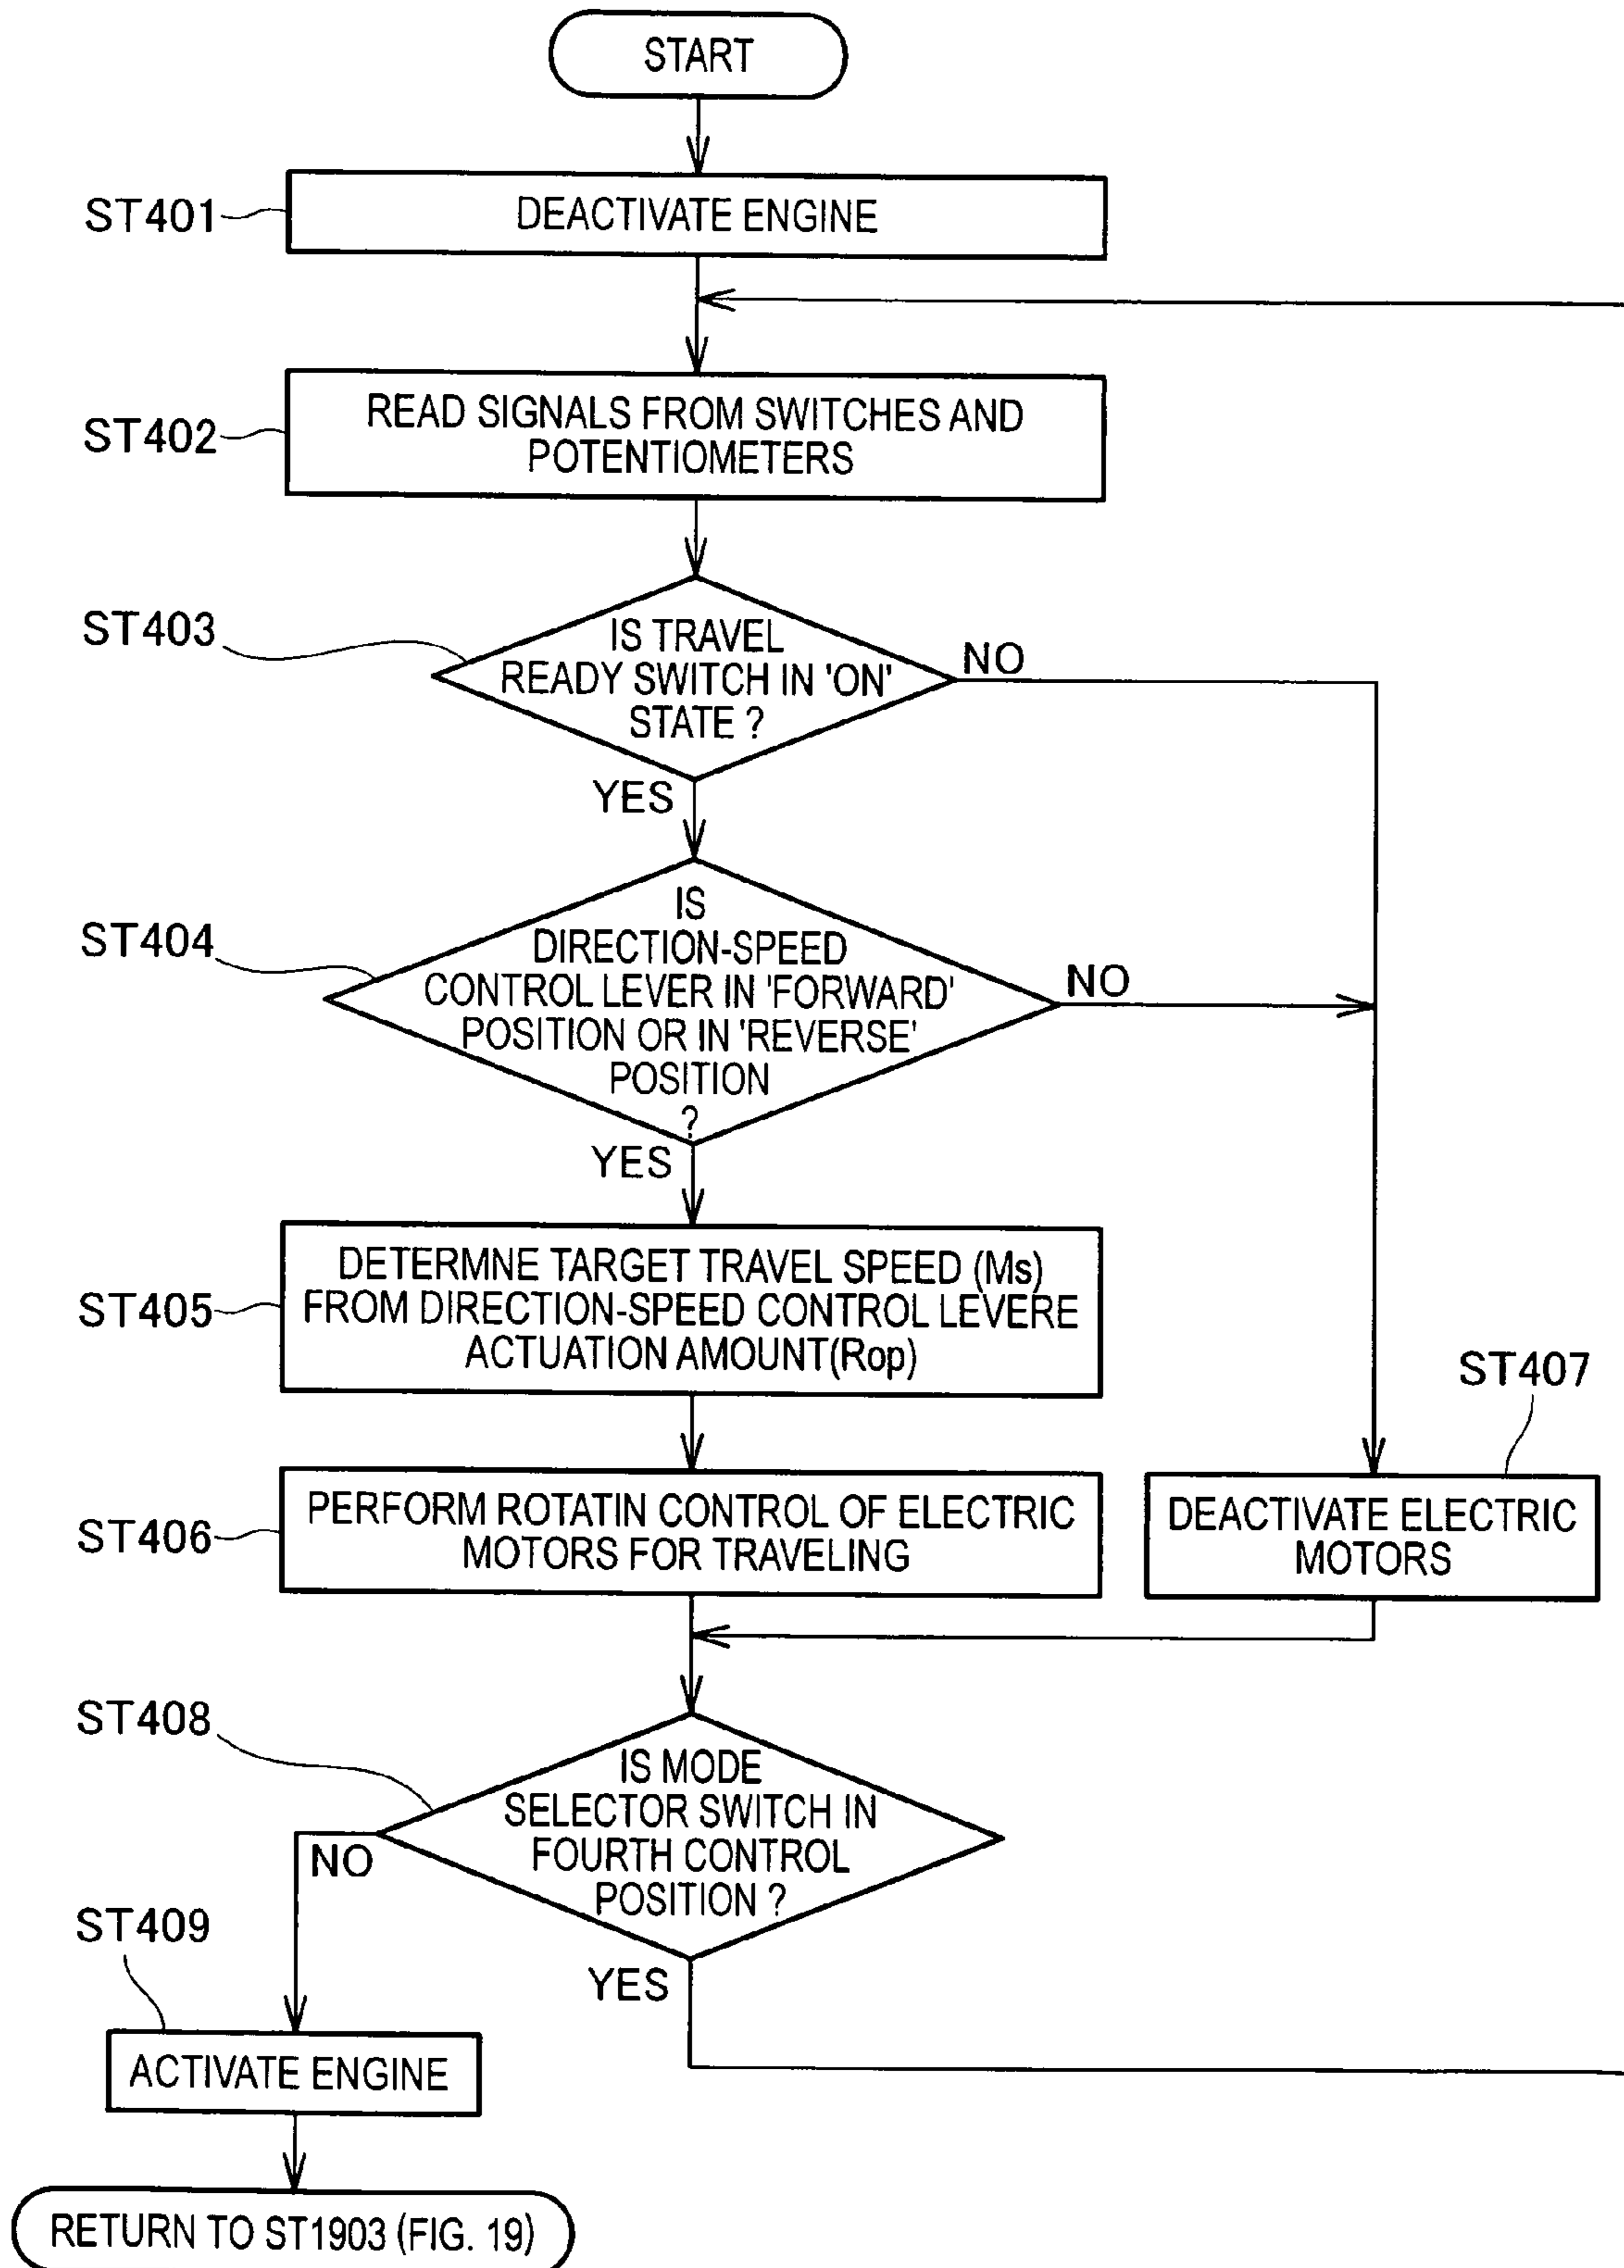 START
ST401
DEACTIVATE ENGINE
ST402
READ SIGNALS FROM SWITCHES AND
POTENTIOMETERS
ST403
IS TRAVEL
READY SWITCH IN 'ON'
STATE ?
NO
YES
ST404
IS
DIRECTION-SPEED
CONTROL LEVER IN 'FORWARD'
POSITION OR IN 'REVERSE'
POSITION
?
NO
YES
ST405
DETERMNE TARGET TRAVEL SPEED (Ms)
FROM DIRECTION-SPEED CONTROL LEVERE
ACTUATION AMOUNT(Rop)
ST406
PERFORM ROTATIN CONTROL OF ELECTRIC
MOTORS FOR TRAVELING
ST407
DEACTIVATE ELECTRIC
MOTORS
ST408
IS MODE
SELECTOR SWITCH IN
FOURTH CONTROL
POSITION ?
NO
YES
ST409
ACTIVATE ENGINE
RETURN TO ST1903 (FIG. 19)